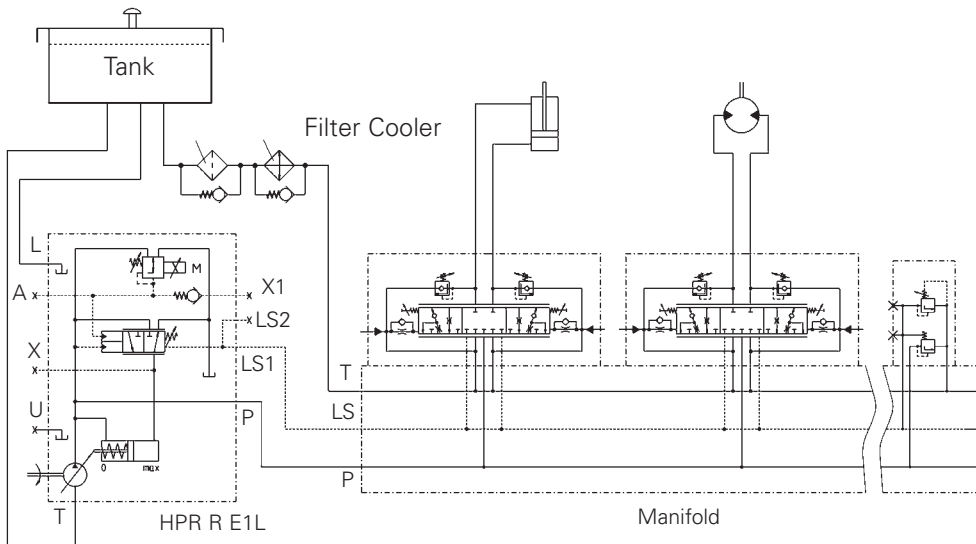 Tank
Filter Cooler
L
M
A
X1
LS2
X
LS1
T
LS
U
P
0 max
P
T
HPR R E1L
Manifold